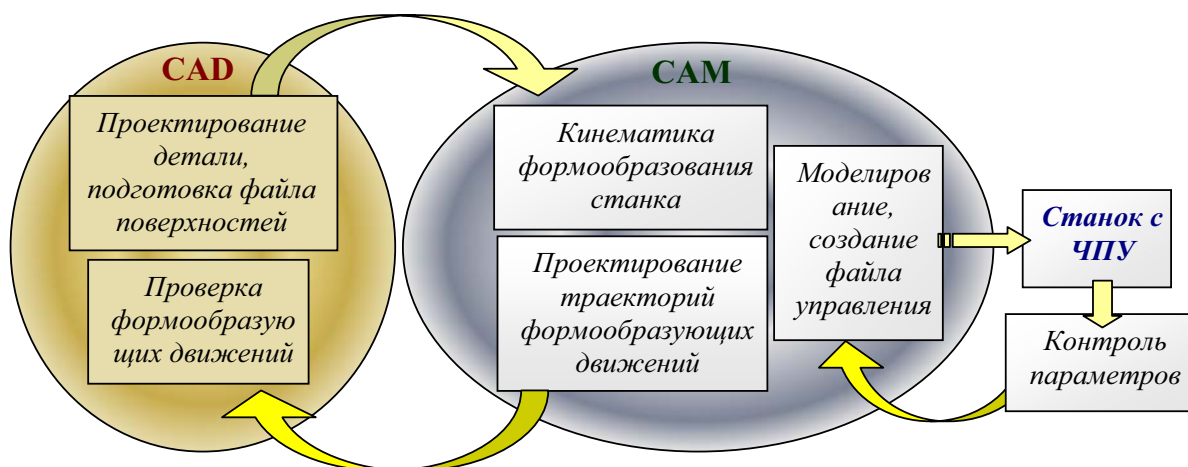 CAD
Проектирование
детали,
подготовка файла
поверхностей
Проверка
формообразую
щих движений
CAM
Кинематика
формообразования
станка
Проектирование
траекторий
формообразующих
движений
Моделиров
ание,
создание
файла
управления
Станок с
ЧПУ
Контроль
параметров